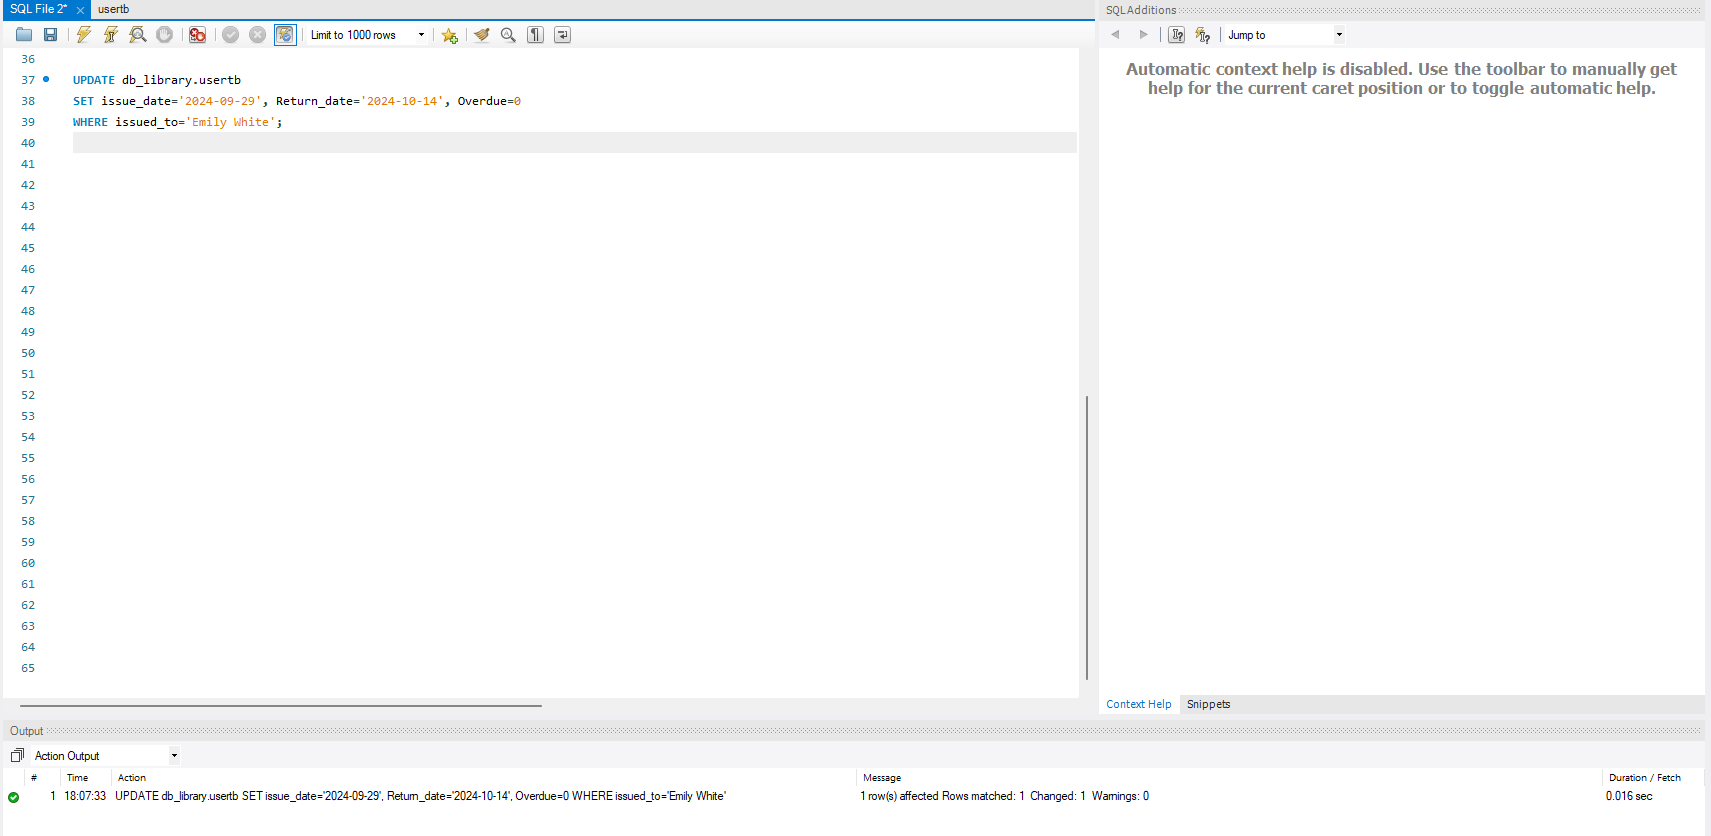 SQL File 2* × usertb
Limit to 1000 rows
36
37 UPDATE db_library.usertb
38 SET issue_date='2024-09-29', Return_date='2024-10-14', Overdue=0
39 WHERE issued_to='Emily White';
40
41
42
43
44
45
46
47
48
49
50
51
52
53
54
55
56
57
58
59
60
61
62
63
64
65
SQLAdditions
Jump to
Automatic context help is disabled. Use the toolbar to manually get
help for the current caret position or to toggle automatic help.
Context Help Snippets
Output
Action Output
# Time Action Message Duration / Fetch
1 18:07:33 UPDATE db_library.usertb SET issue_date='2024-09-29', Return_date='2024-10-14', Overdue=0 WHERE issued_to='Emily White' 1 row(s) affected Rows matched: 1 Changed: 1 Warnings: 0 0.016 sec